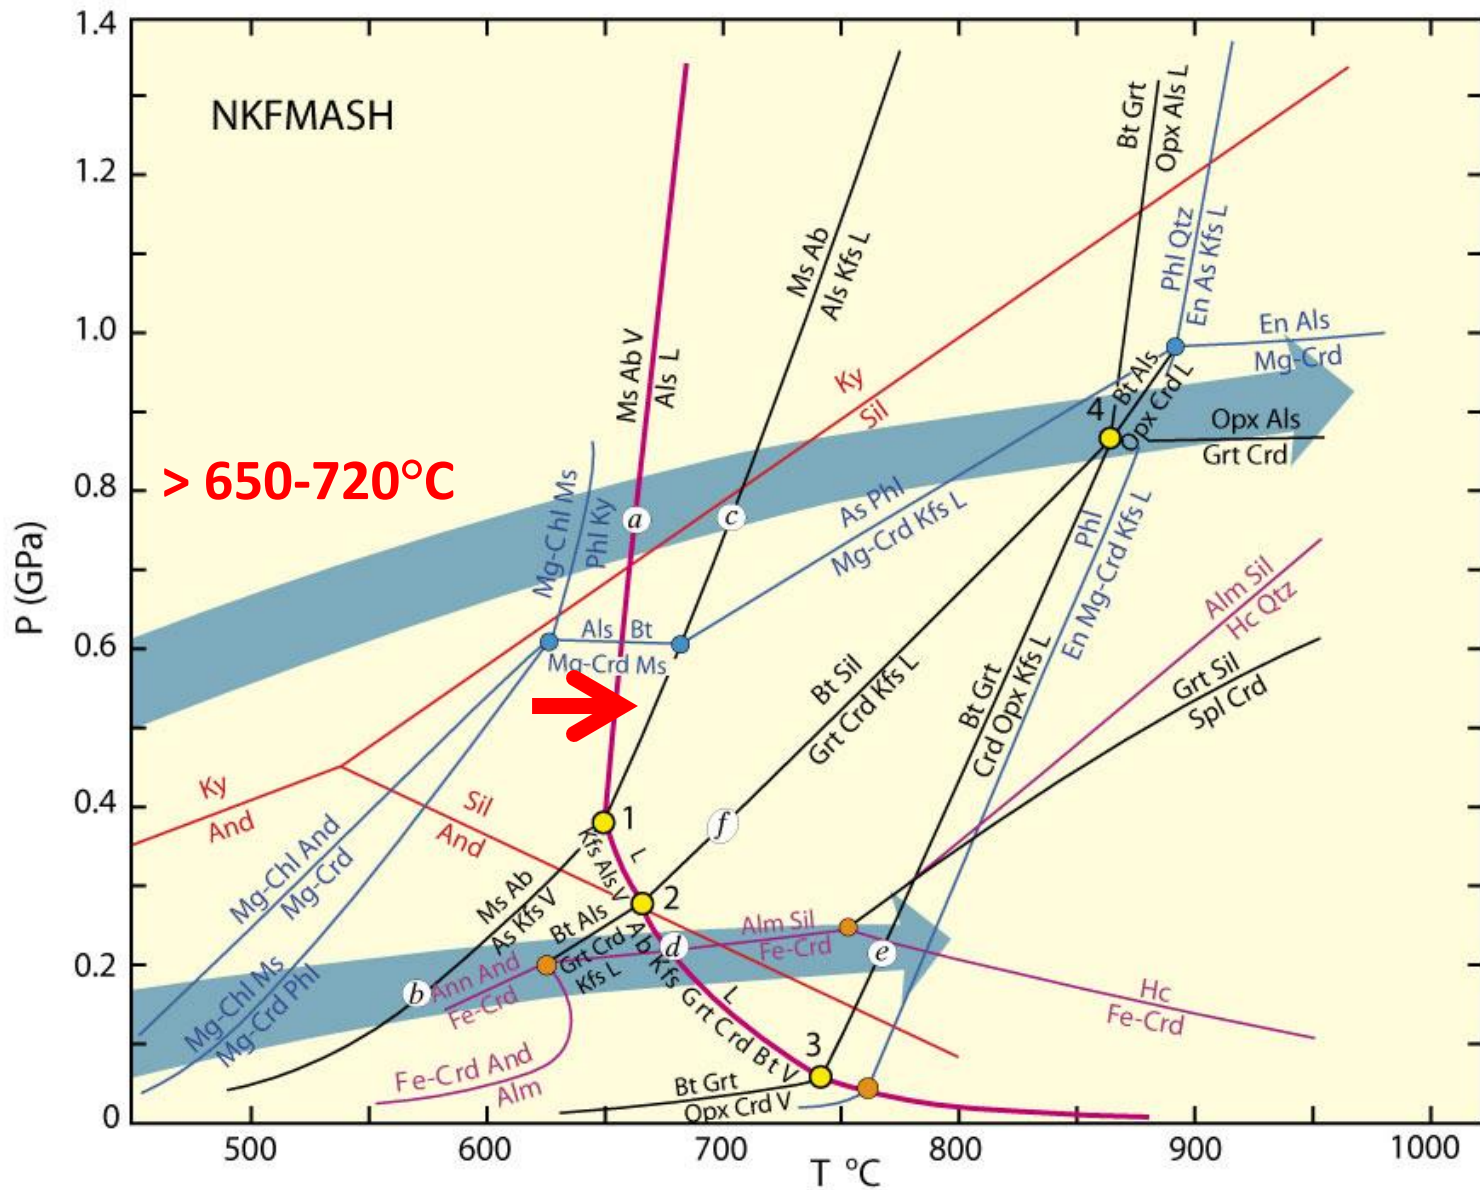 1.4
1.2
1.0
0.8
0.6
0.4
0.2
0
P (GPa)
500
600
700
800
900
1000
T °C
NKFMASH
> 650-720°C
Ms Ab V
Als L
Ms Ab
Als Kfs L
Bt Grt
Opx Als L
Phl Qtz
En As Kfs L
En Als
Mg-Crd
Ky
Sil
4
Bt Als
Opx Crd L
Opx Als
Grt Crd
Mg-Chl Ms
Phl Ky
a
c
As Phl
Mg-Crd Kfs L
Phl
En Mg-Crd Kfs L
Als Bt
Mg-Crd Ms
Bt Sil
Grt Crd Kfs L
Bt Grt
Crd Opx Kfs L
Alm Sil
Hc Qtz
Grt Sil
Spl Crd
Ky
And
Sil
And
Mg-Chl And
Mg-Crd
1
L
Kfs Als V
f
2
Ms Ab
As Kfs V
Bt Als
Grt Crd
Kfs L
d
Alm Sil
Fe-Crd
e
b
Ann And
Fe-Crd
L
Ab Kfs Grt Crd Bt V
Mg-Chl Ms
Mg-Crd Phl
Hc
Fe-Crd
3
Fe-Crd And
Alm
Bt Grt
Opx Crd V